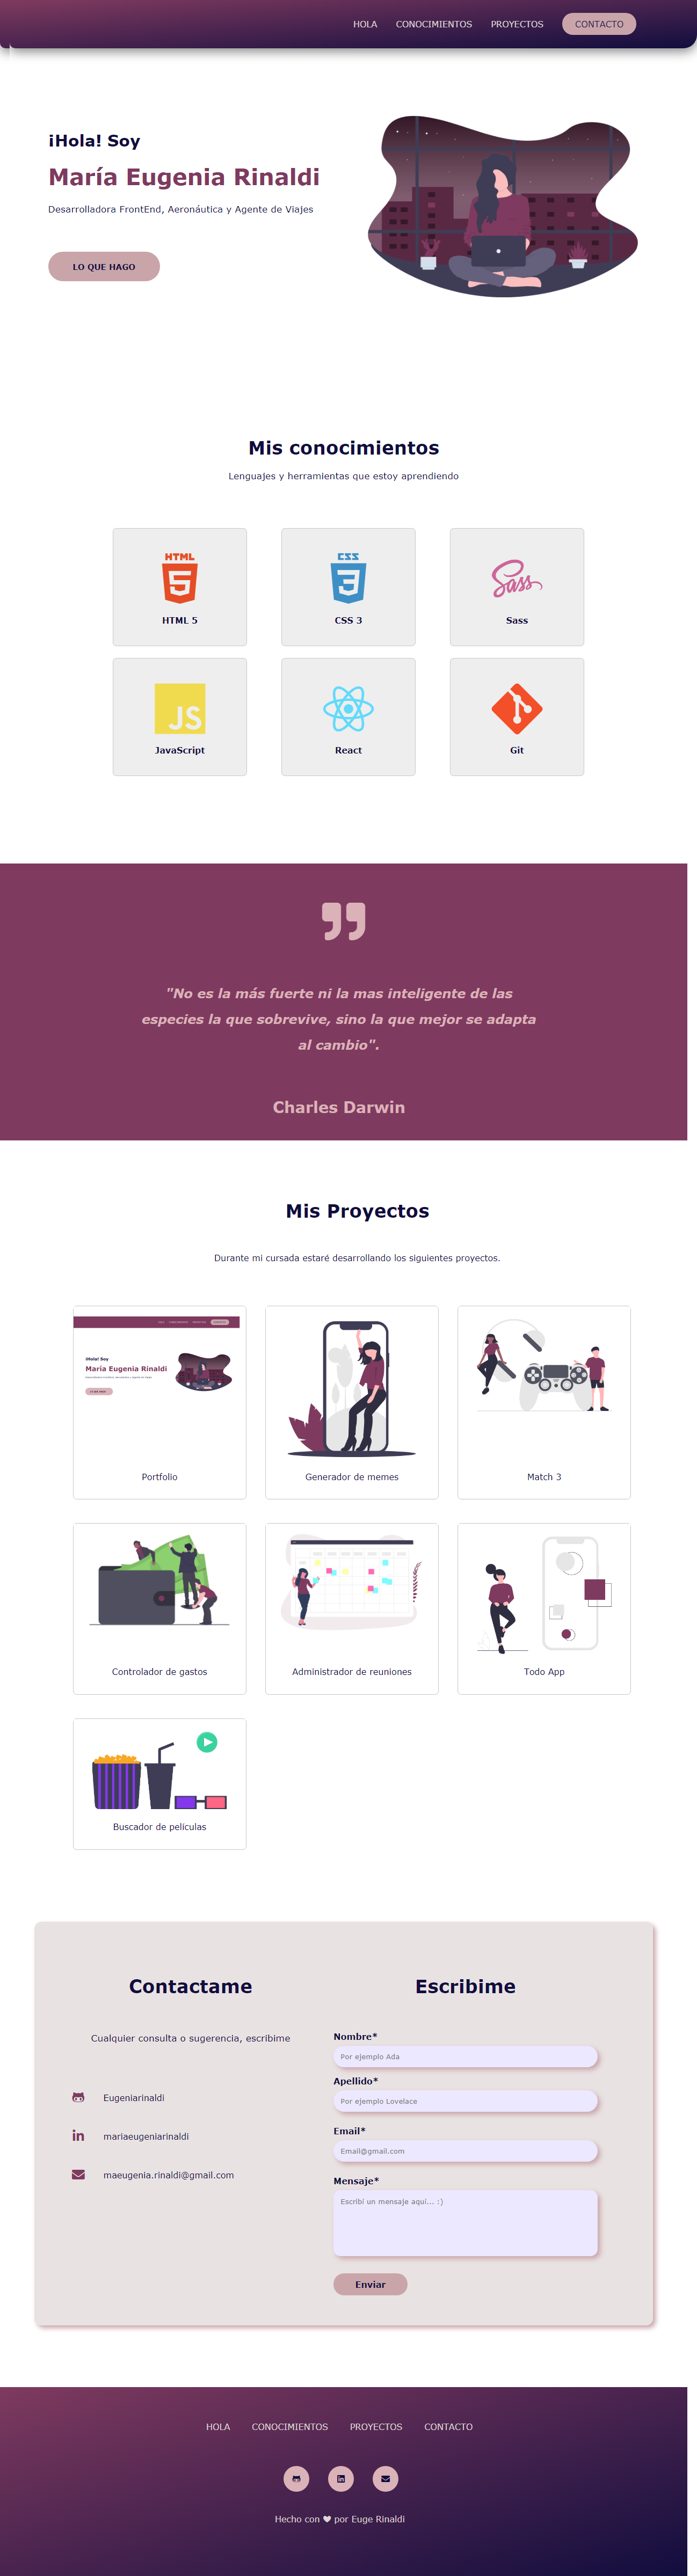 HOLA CONOCIMIENTOS PROYECTOS CONTACTO
¡Hola! Soy
María Eugenia Rinaldi
Desarrolladora FrontEnd, Aeronáutica y Agente de Viajes
LO QUE HAGO
Mis conocimientos
Lenguajes y herramientas que estoy aprendiendo
HTML
CSS
Sass
HTML 5
CSS 3
Sass
JS
JavaScript
React
Git
"No es la más fuerte ni la mas inteligente de las
especies la que sobrevive, sino la que mejor se adapta
al cambio".
Charles Darwin
Mis Proyectos
Durante mi cursada estaré desarrollando los siguientes proyectos.
¡Hola! Soy
María Eugenia Rinaldi
Portfolio
Generador de memes
Match 3
Controlador de gastos
Administrador de reuniones
Todo App
Buscador de películas
Contactame
Cualquier consulta o sugerencia, escribime
Eugeniarinaldi
mariaeugeniarinaldi
maeugenia.rinaldi@gmail.com
Escribime
Nombre*
Por ejemplo Ada
Apellido*
Por ejemplo Lovelace
Email*
Email@gmail.com
Mensaje*
Escribí un mensaje aquí... :)
Enviar
HOLA CONOCIMIENTOS PROYECTOS CONTACTO
Hecho con ❤ por Euge Rinaldi